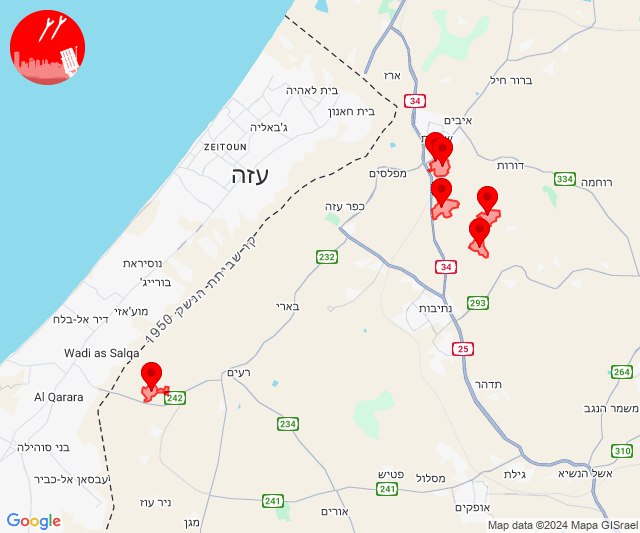 ארז
ברור חיל
בית לאהיה
34
בית חאנון
איבים
ג'באליה
ZEITOUN
דורות
עזה
מפלסים
334
רוחמה
כפר עזה
קו שביתת-הנשק 1950
232
נוסייראת
34
בורייג'
293
בארי
נתיבות
מוע'אזי
דיר אל-בלח
25
Wadi as Salqa
רעים
264
תדהר
Al Qarara
242
משמר הנגב
234
בני סוהילה
310
פטיש
גילת
אשל הנשיא
עבסאן אל-כביר
מסלול
241
ניר עוז
241
אופקים
אורים
מגן
Google
Map data ©2024 Mapa GISrael